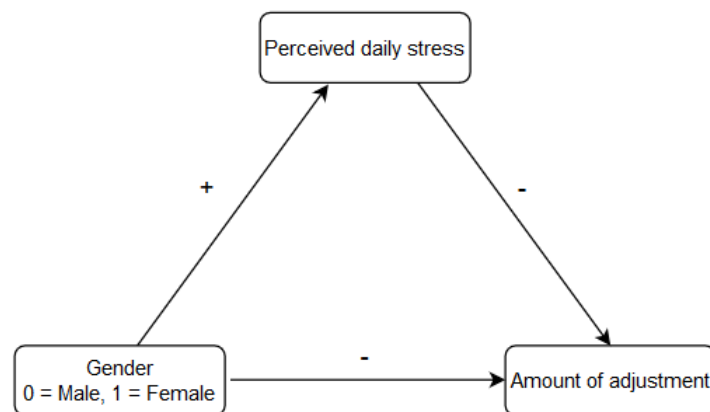 Perceived daily stress
+
-
-
Gender
0 = Male, 1 = Female
Amount of adjustment